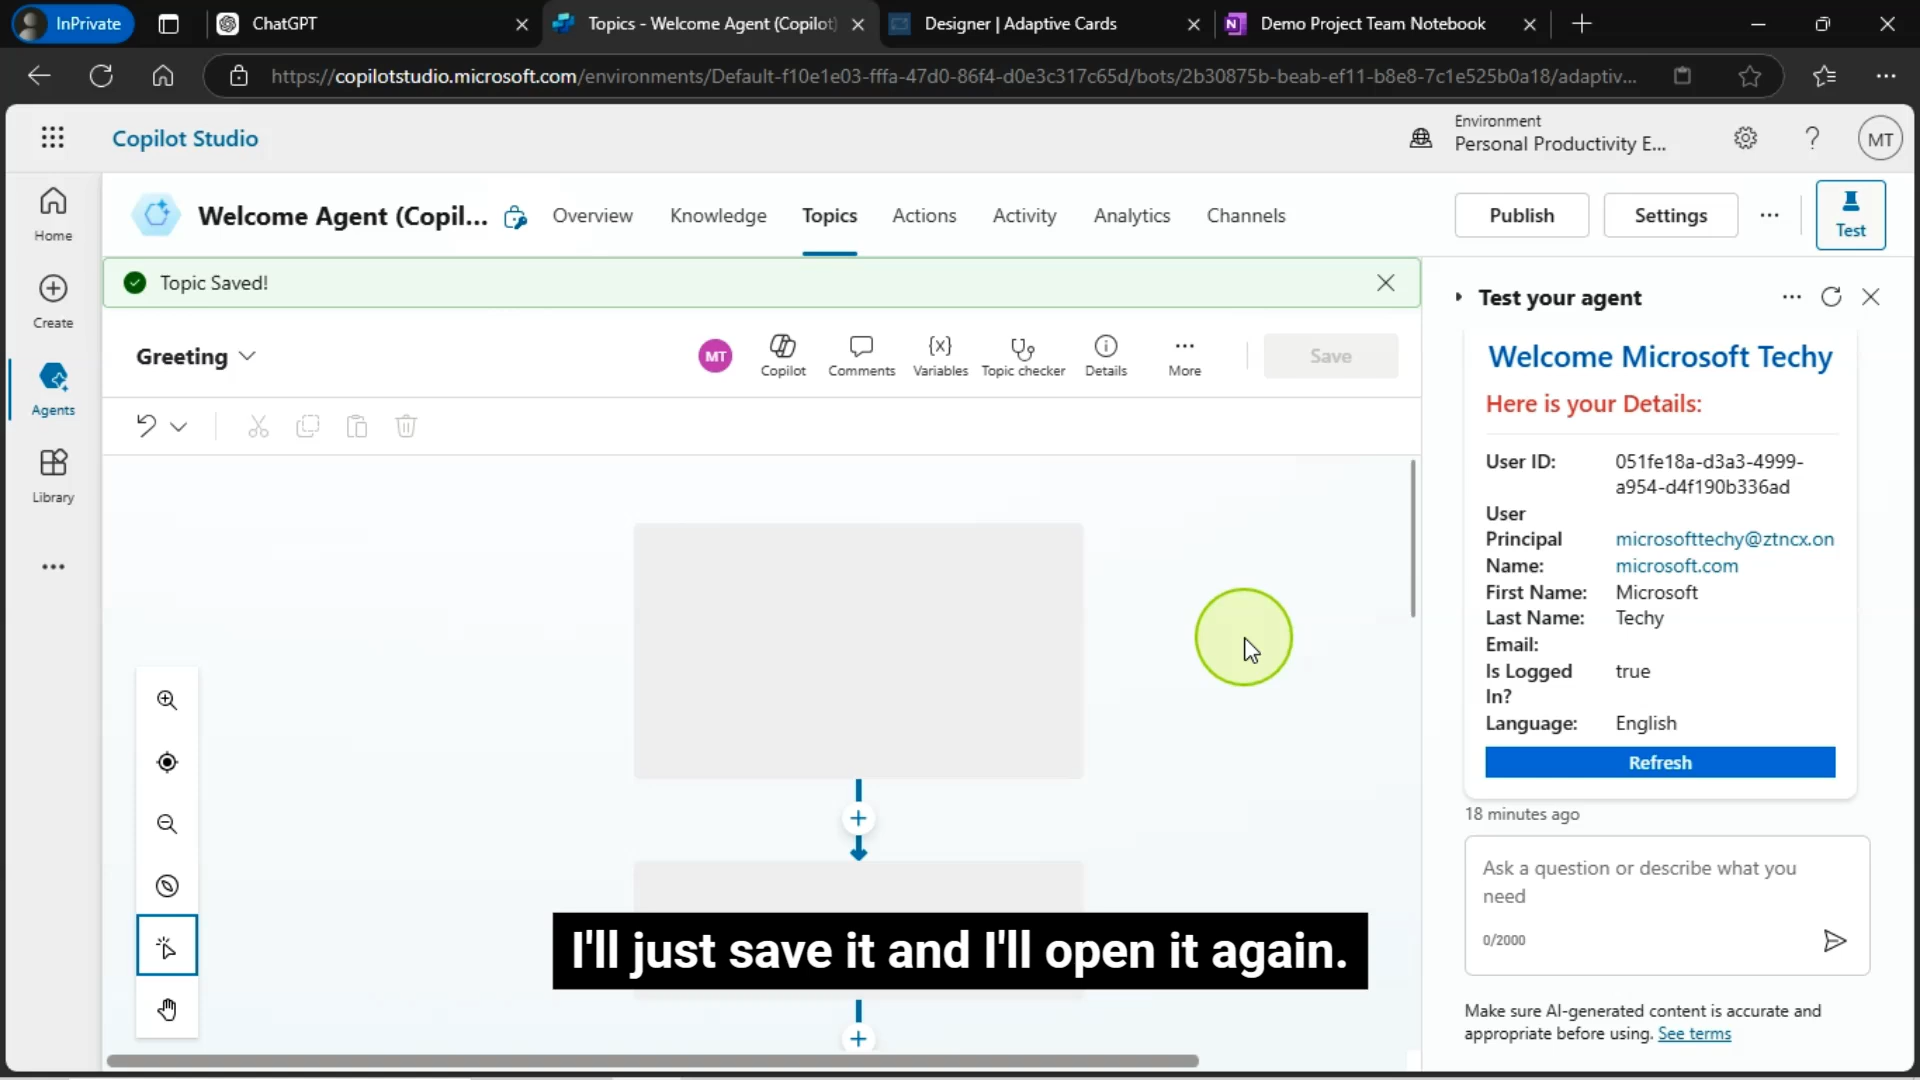 InPrivate
ChatGPT
Topics - Welcome Agent (Copilot)
Designer | Adaptive Cards
Demo Project Team Notebook
https://copilotstudio.microsoft.com/environments/Default-f10e1e03-fffa-47d0-86f4-d0e3c317c65d/bots/2b30875b-beab-ef11-b8e8-7c1e525b0a18/adaptiv...
Copilot Studio
Environment
Personal Productivity E...
?
MT
Home
Create
Agents
Library
Welcome Agent (Copil...
Overview
Knowledge
Topics
Actions
Activity
Analytics
Channels
Publish
Settings
Test
Topic Saved!
Greeting
MT
Copilot
Comments
Variables
Topic checker
Details
More
Save
Test your agent
Welcome Microsoft Techy
Here is your Details:
User ID: 051fe18a-d3a3-4999-
a954-d4f190b336ad
User
Principal microsofttechy@ztncx.on
Name: microsoft.com
First Name: Microsoft
Last Name: Techy
Email:
Is Logged true
In?
Language: English
Refresh
18 minutes ago
Ask a question or describe what you
need
0/2000
Make sure AI-generated content is accurate and
appropriate before using. See terms
I'll just save it and I'll open it again.